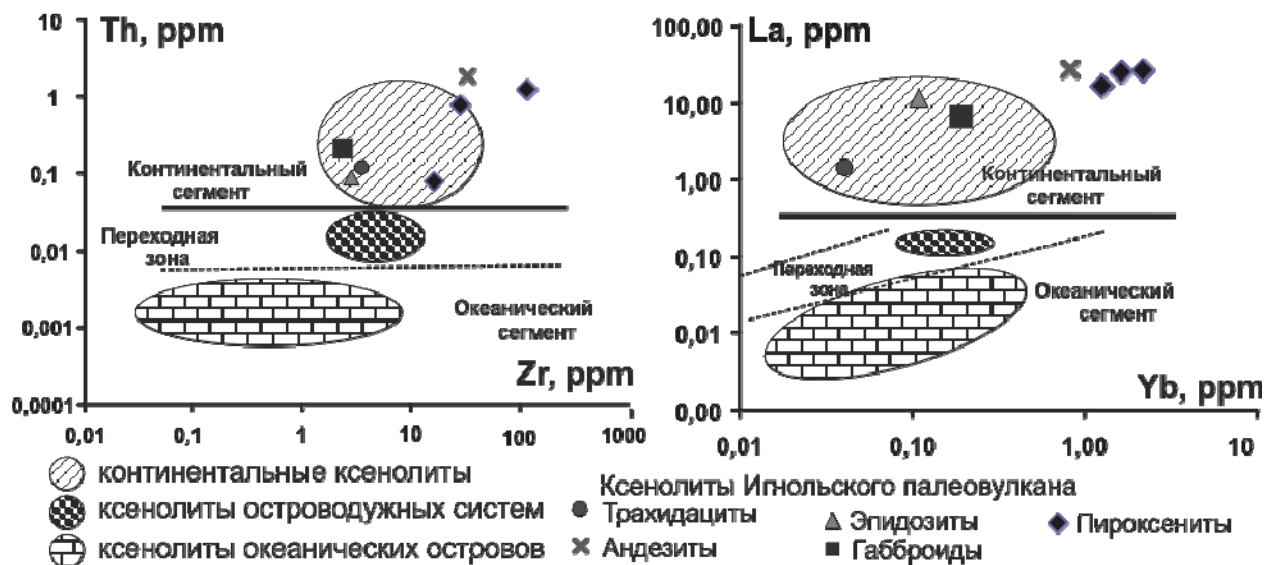 10
Th, ppm
1
0,1
0,01
0,001
0,0001
Континентальный
сегмент
Переходная
зона
Океанический
сегмент
Zr, ppm
0,01
0,1
1
10
100
1000
100,00
La, ppm
10,00
1,00
0,10
0,01
0,00
Континентальный
сегмент
Переходная
зона
Океанический
сегмент
Yb, ppm
0,01
0,10
1,00
10
континентальные ксенолиты
ксенолиты островодужных систем
ксенолиты океанических островов
Ксенолиты Игнольского палеовулкана
Трахидациты
Эпидозиты
Пироксениты
Андезиты
Габброиды